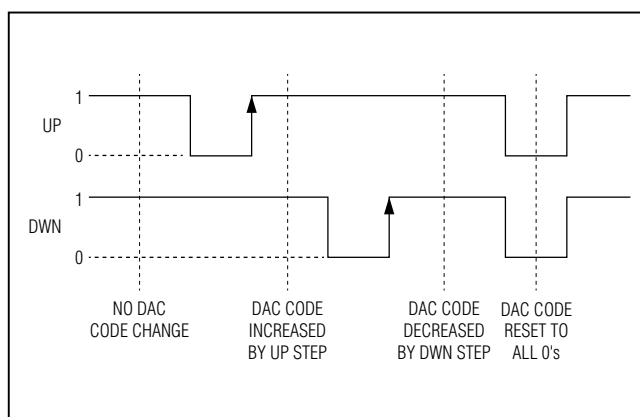 1
UP
0
1
DWN
0
NO DAC
CODE CHANGE
DAC CODE
INCREASED
BY UP STEP
DAC CODE
DECREASED
BY DWN STEP
DAC CODE
RESET TO
ALL 0's